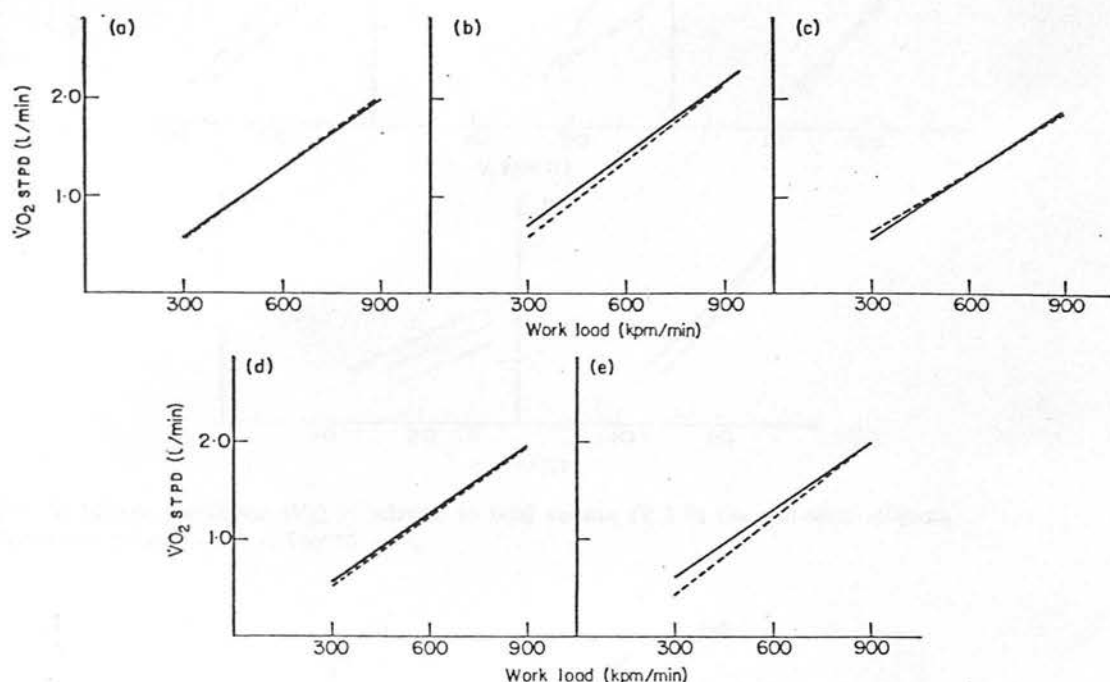 (a) (b) (c)
2·0
1·0
V̇O₂ STPD (l/min)
300 600 900 300 600 900 300 600 900
Work load (kpm/min)
(d) (e)
2·0
1·0
V̇O₂ STPD (l/min)
300 600 900 300 600 900
Work load (kpm/min)